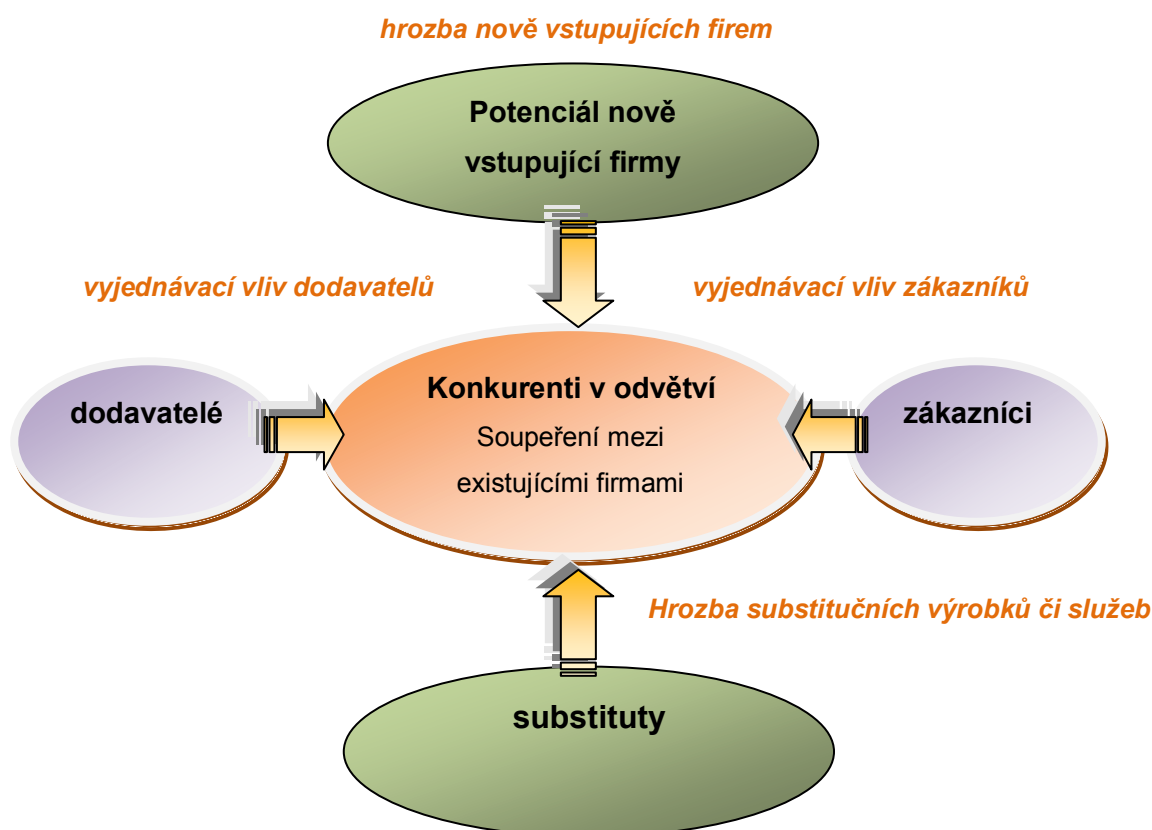 hrozba nově vstupujících firem
Potenciál nově
vstupující firmy
vyjednávací vliv dodavatelů
vyjednávací vliv zákazníků
dodavatelé
Konkurenti v odvětví
Soupeření mezi
existujícími firmami
zákazníci
Hrozba substitučních výrobků či služeb
substituty